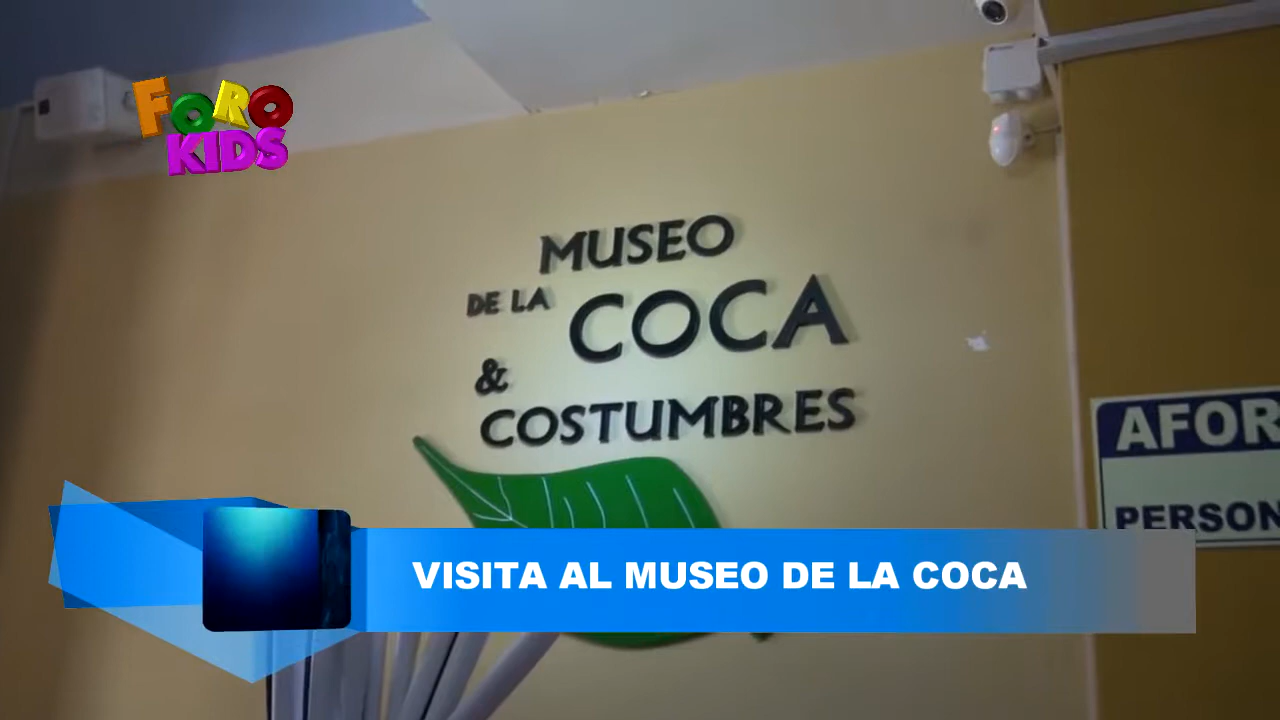 FORO
KIDS
MUSEO
DE LA COCA
&
COSTUMBRES
AFOR
PERSON
VISITA AL MUSEO DE LA COCA